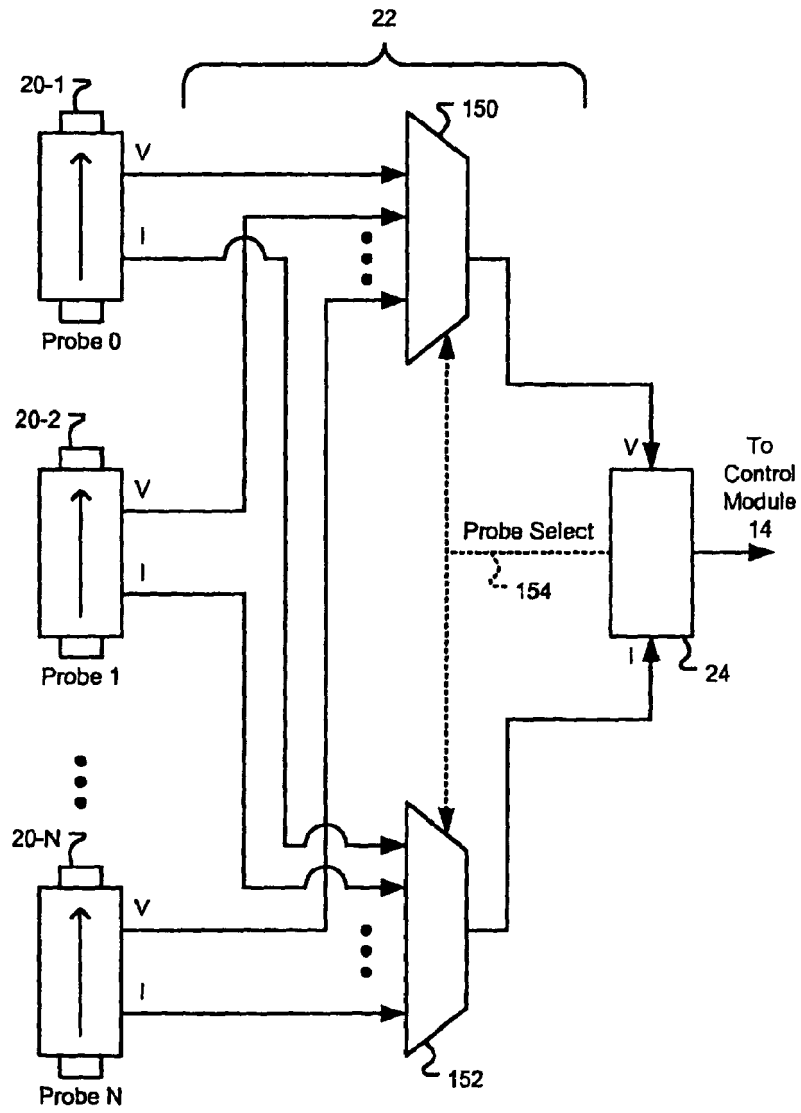 22
20-1
150
V
I
Probe 0
20-2
V
V
To
Control
Module
14
Probe Select
I
154
Probe 1
I
24
20-N
V
I
152
Probe N